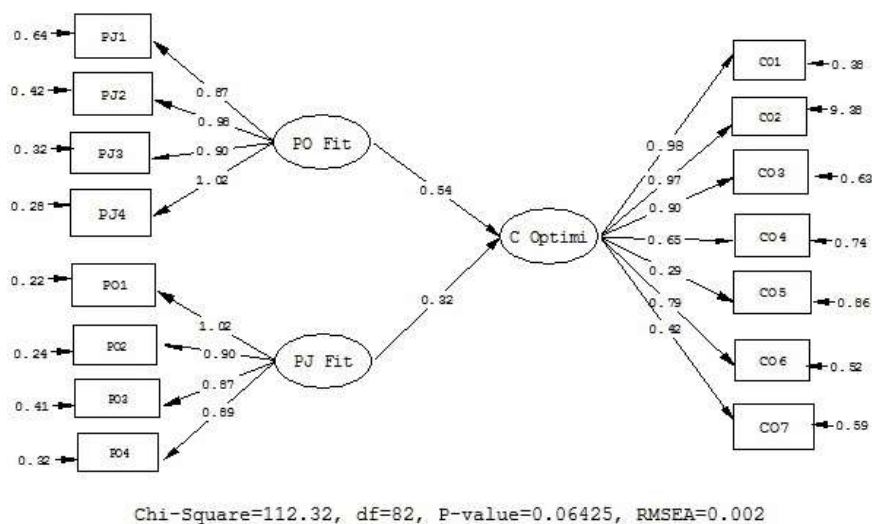 0.64 PJ1
0.42 PJ2
0.32 PJ3
0.28 PJ4
0.87
0.98
0.90
1.02
PO Fit
0.54
0.22 PO1
0.24 PO2
0.41 PO3
0.32 PO4
1.02
0.90
0.87
0.89
PJ Fit
0.32
C Optimi
0.98
0.97
0.90
0.65
0.29
0.79
0.42
CO1 0.38
CO2 9.38
CO3 0.63
CO4 0.74
CO5 0.86
CO6 0.52
CO7 0.59
Chi-Square=112.32, df=82, P-value=0.06425, RMSEA=0.002